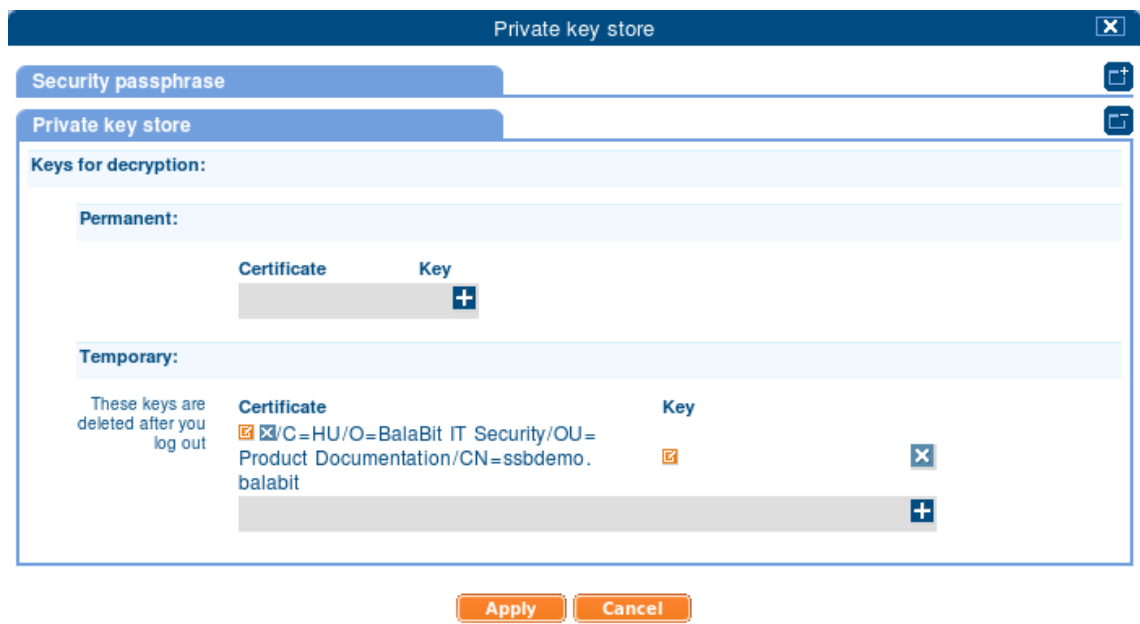 Private key store
Security passphrase
Private key store
Keys for decryption:
Permanent:
Certificate Key
Temporary:
These keys are
deleted after you
log out
Certificate Key
/C=HU/O=BalaBit IT Security/OU=
Product Documentation/CN=ssbdemo.
balabit
Apply Cancel